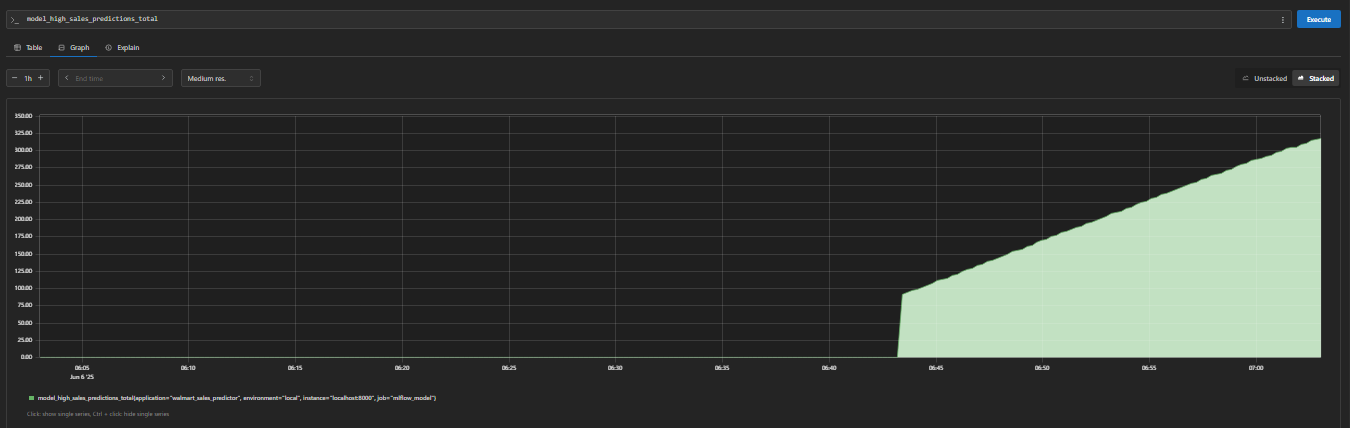 >_ model_high_sales_predictions_total
Execute
Table Graph Explain
− 1h + < End time > Medium res.
Unstacked Stacked
350.00
325.00
300.00
275.00
250.00
225.00
200.00
175.00
150.00
125.00
100.00
75.00
50.00
25.00
0.00
06:05 06:10 06:15 06:20 06:25 06:30 06:35 06:40 06:45 06:50 06:55 07:00
Jun 6 '25
model_high_sales_predictions_total{application="walmart_sales_predictor", environment="local", instance="localhost:8000", job="mlflow_model"}
Click: show single series, Ctrl + click: hide single series